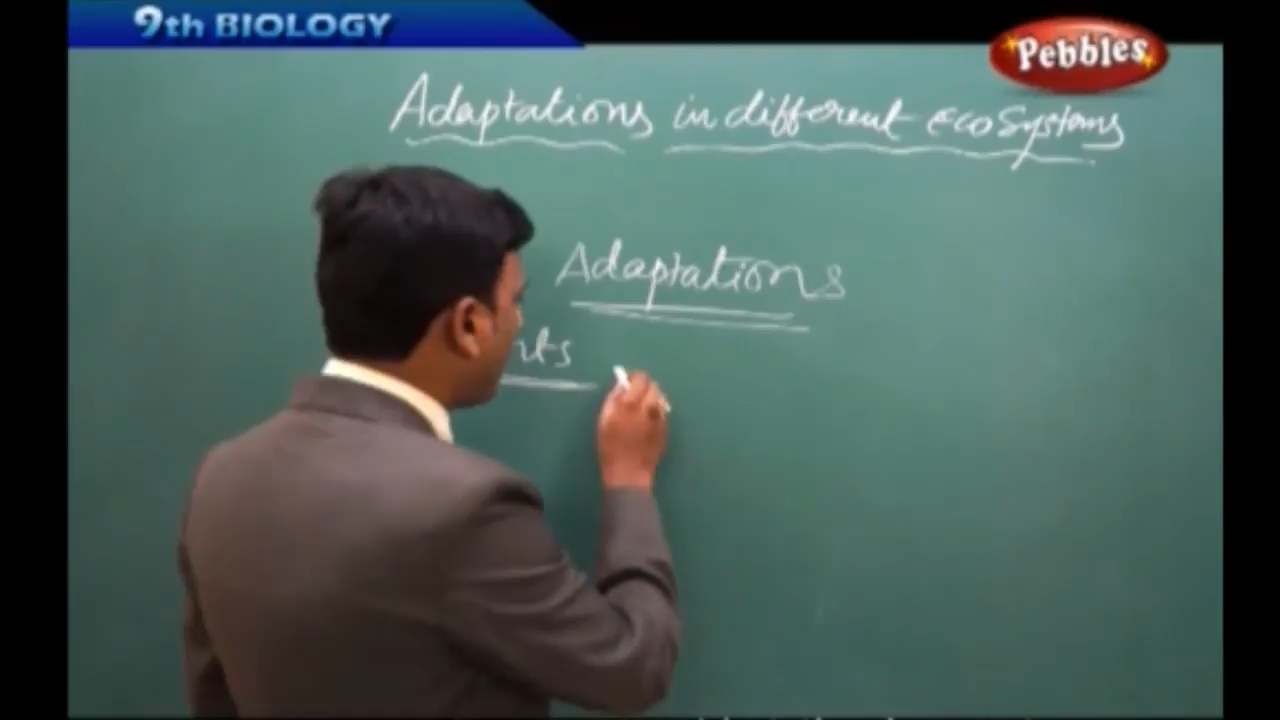 9th BIOLOGY
Pebbles
Adaptations in different ecosystems
Adaptations